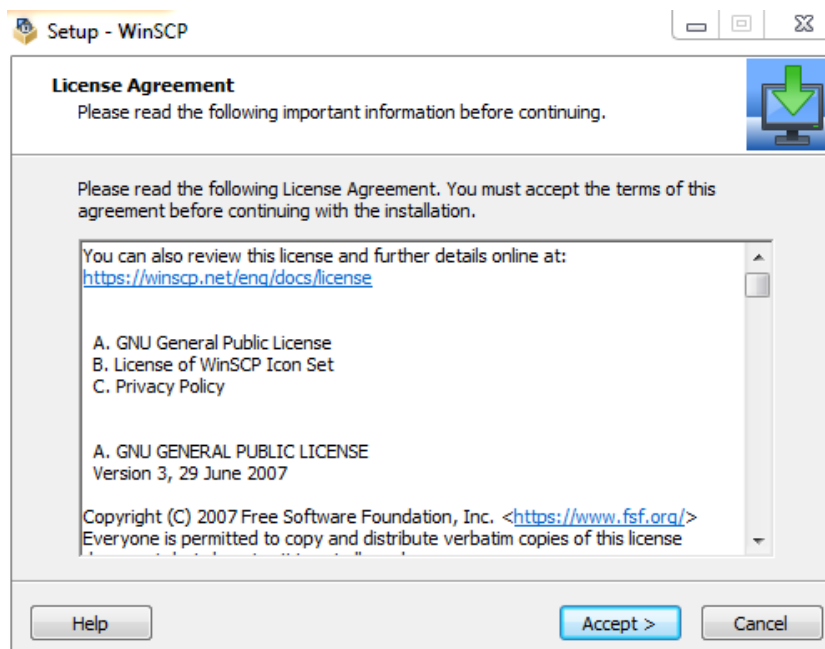 Setup - WinSCP
License Agreement
Please read the following important information before continuing.
Please read the following License Agreement. You must accept the terms of this
agreement before continuing with the installation.
You can also review this license and further details online at:
https://winscp.net/eng/docs/license
A. GNU General Public License
B. License of WinSCP Icon Set
C. Privacy Policy
A. GNU GENERAL PUBLIC LICENSE
Version 3, 29 June 2007
Copyright (C) 2007 Free Software Foundation, Inc. <https://www.fsf.org/>
Everyone is permitted to copy and distribute verbatim copies of this license
Help
Accept >
Cancel